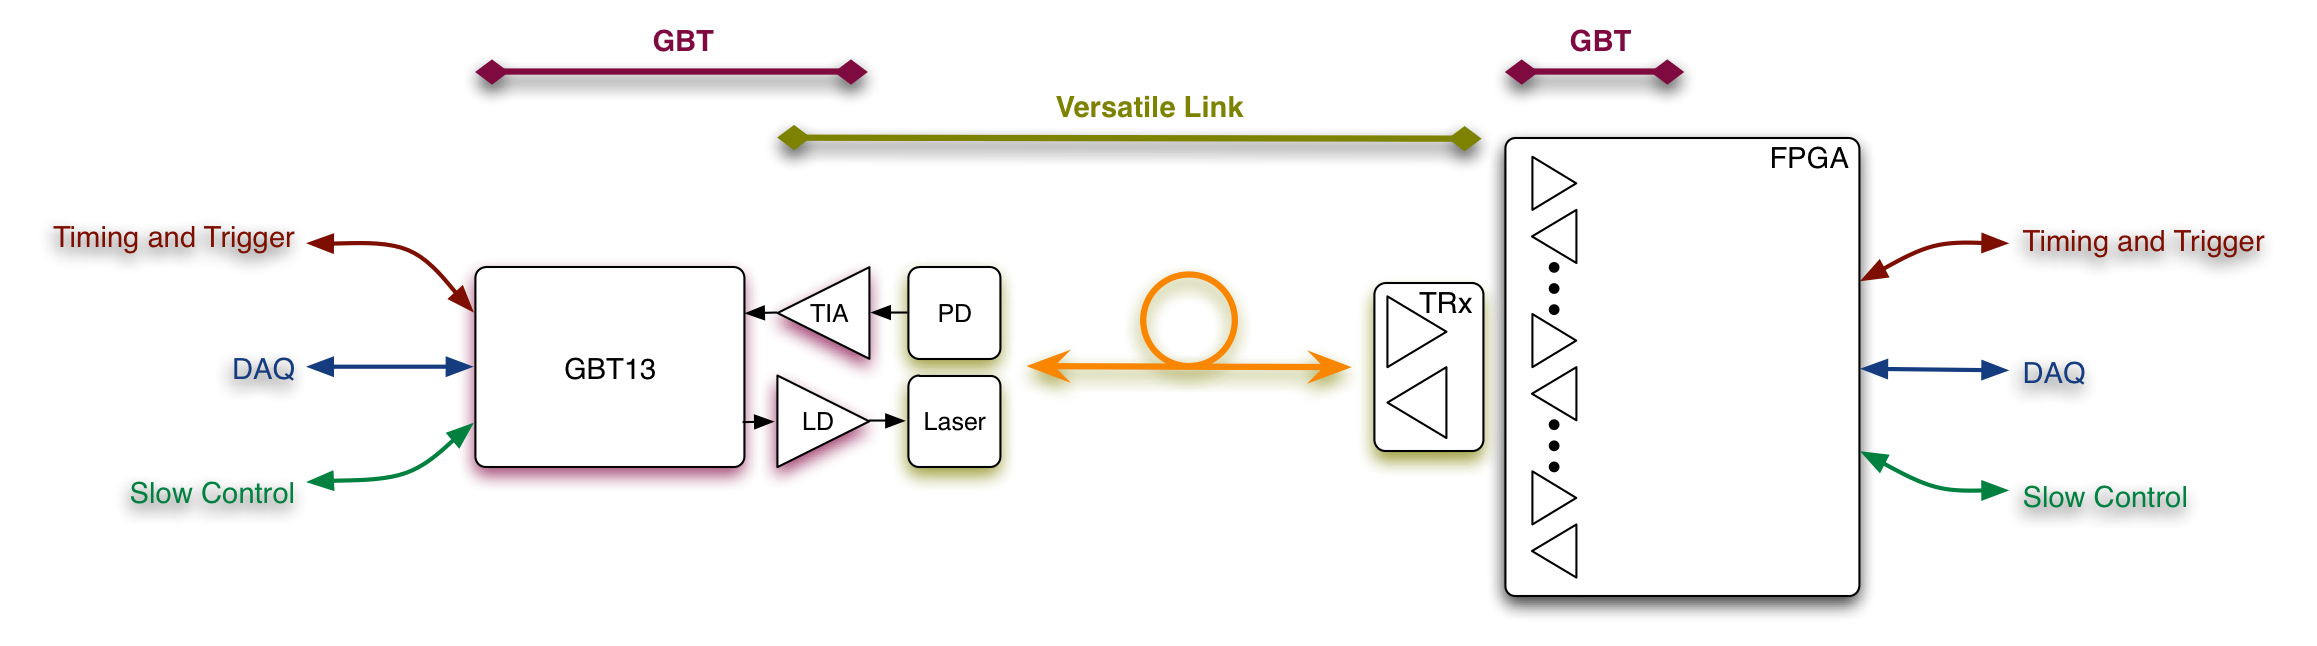 GBT
GBT
Versatile Link
FPGA
Timing and Trigger
Timing and Trigger
TRx
TIA
PD
GBT13
DAQ
DAQ
LD
Laser
Slow Control
Slow Control